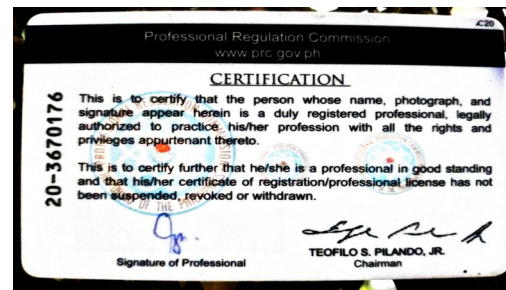 C20
Professional Regulation Commission
www.prc.gov.ph
CERTIFICATION
20-3670176
This is to certify that the person whose name, photograph, and
signature appear herein is a duly registered professional, legally
authorized to practice his/her profession with all the rights and
privileges appurtenant thereto.
This is to certify further that he/she is a professional in good standing
and that his/her certificate of registration/professional license has not
been suspended, revoked or withdrawn.
Signature of Professional
TEOFILO S. PILANDO, JR.
Chairman